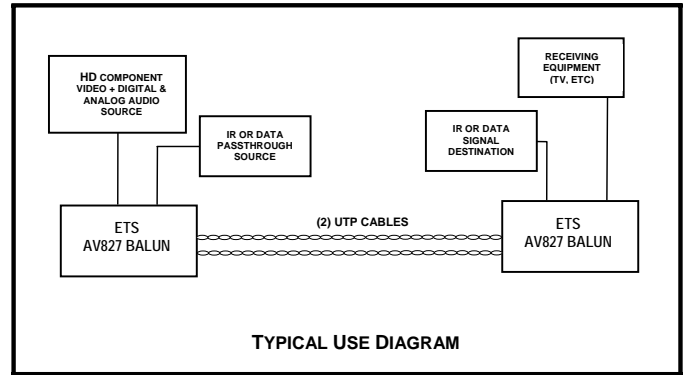 HD COMPONENT
VIDEO + DIGITAL &
ANALOG AUDIO
SOURCE
IR OR DATA
PASSTHROUGH
SOURCE
RECEIVING
EQUIPMENT
(TV, ETC)
IR OR DATA
SIGNAL
DESTINATION
ETS
AV827 BALUN
(2) UTP CABLES
ETS
AV827 BALUN
TYPICAL USE DIAGRAM